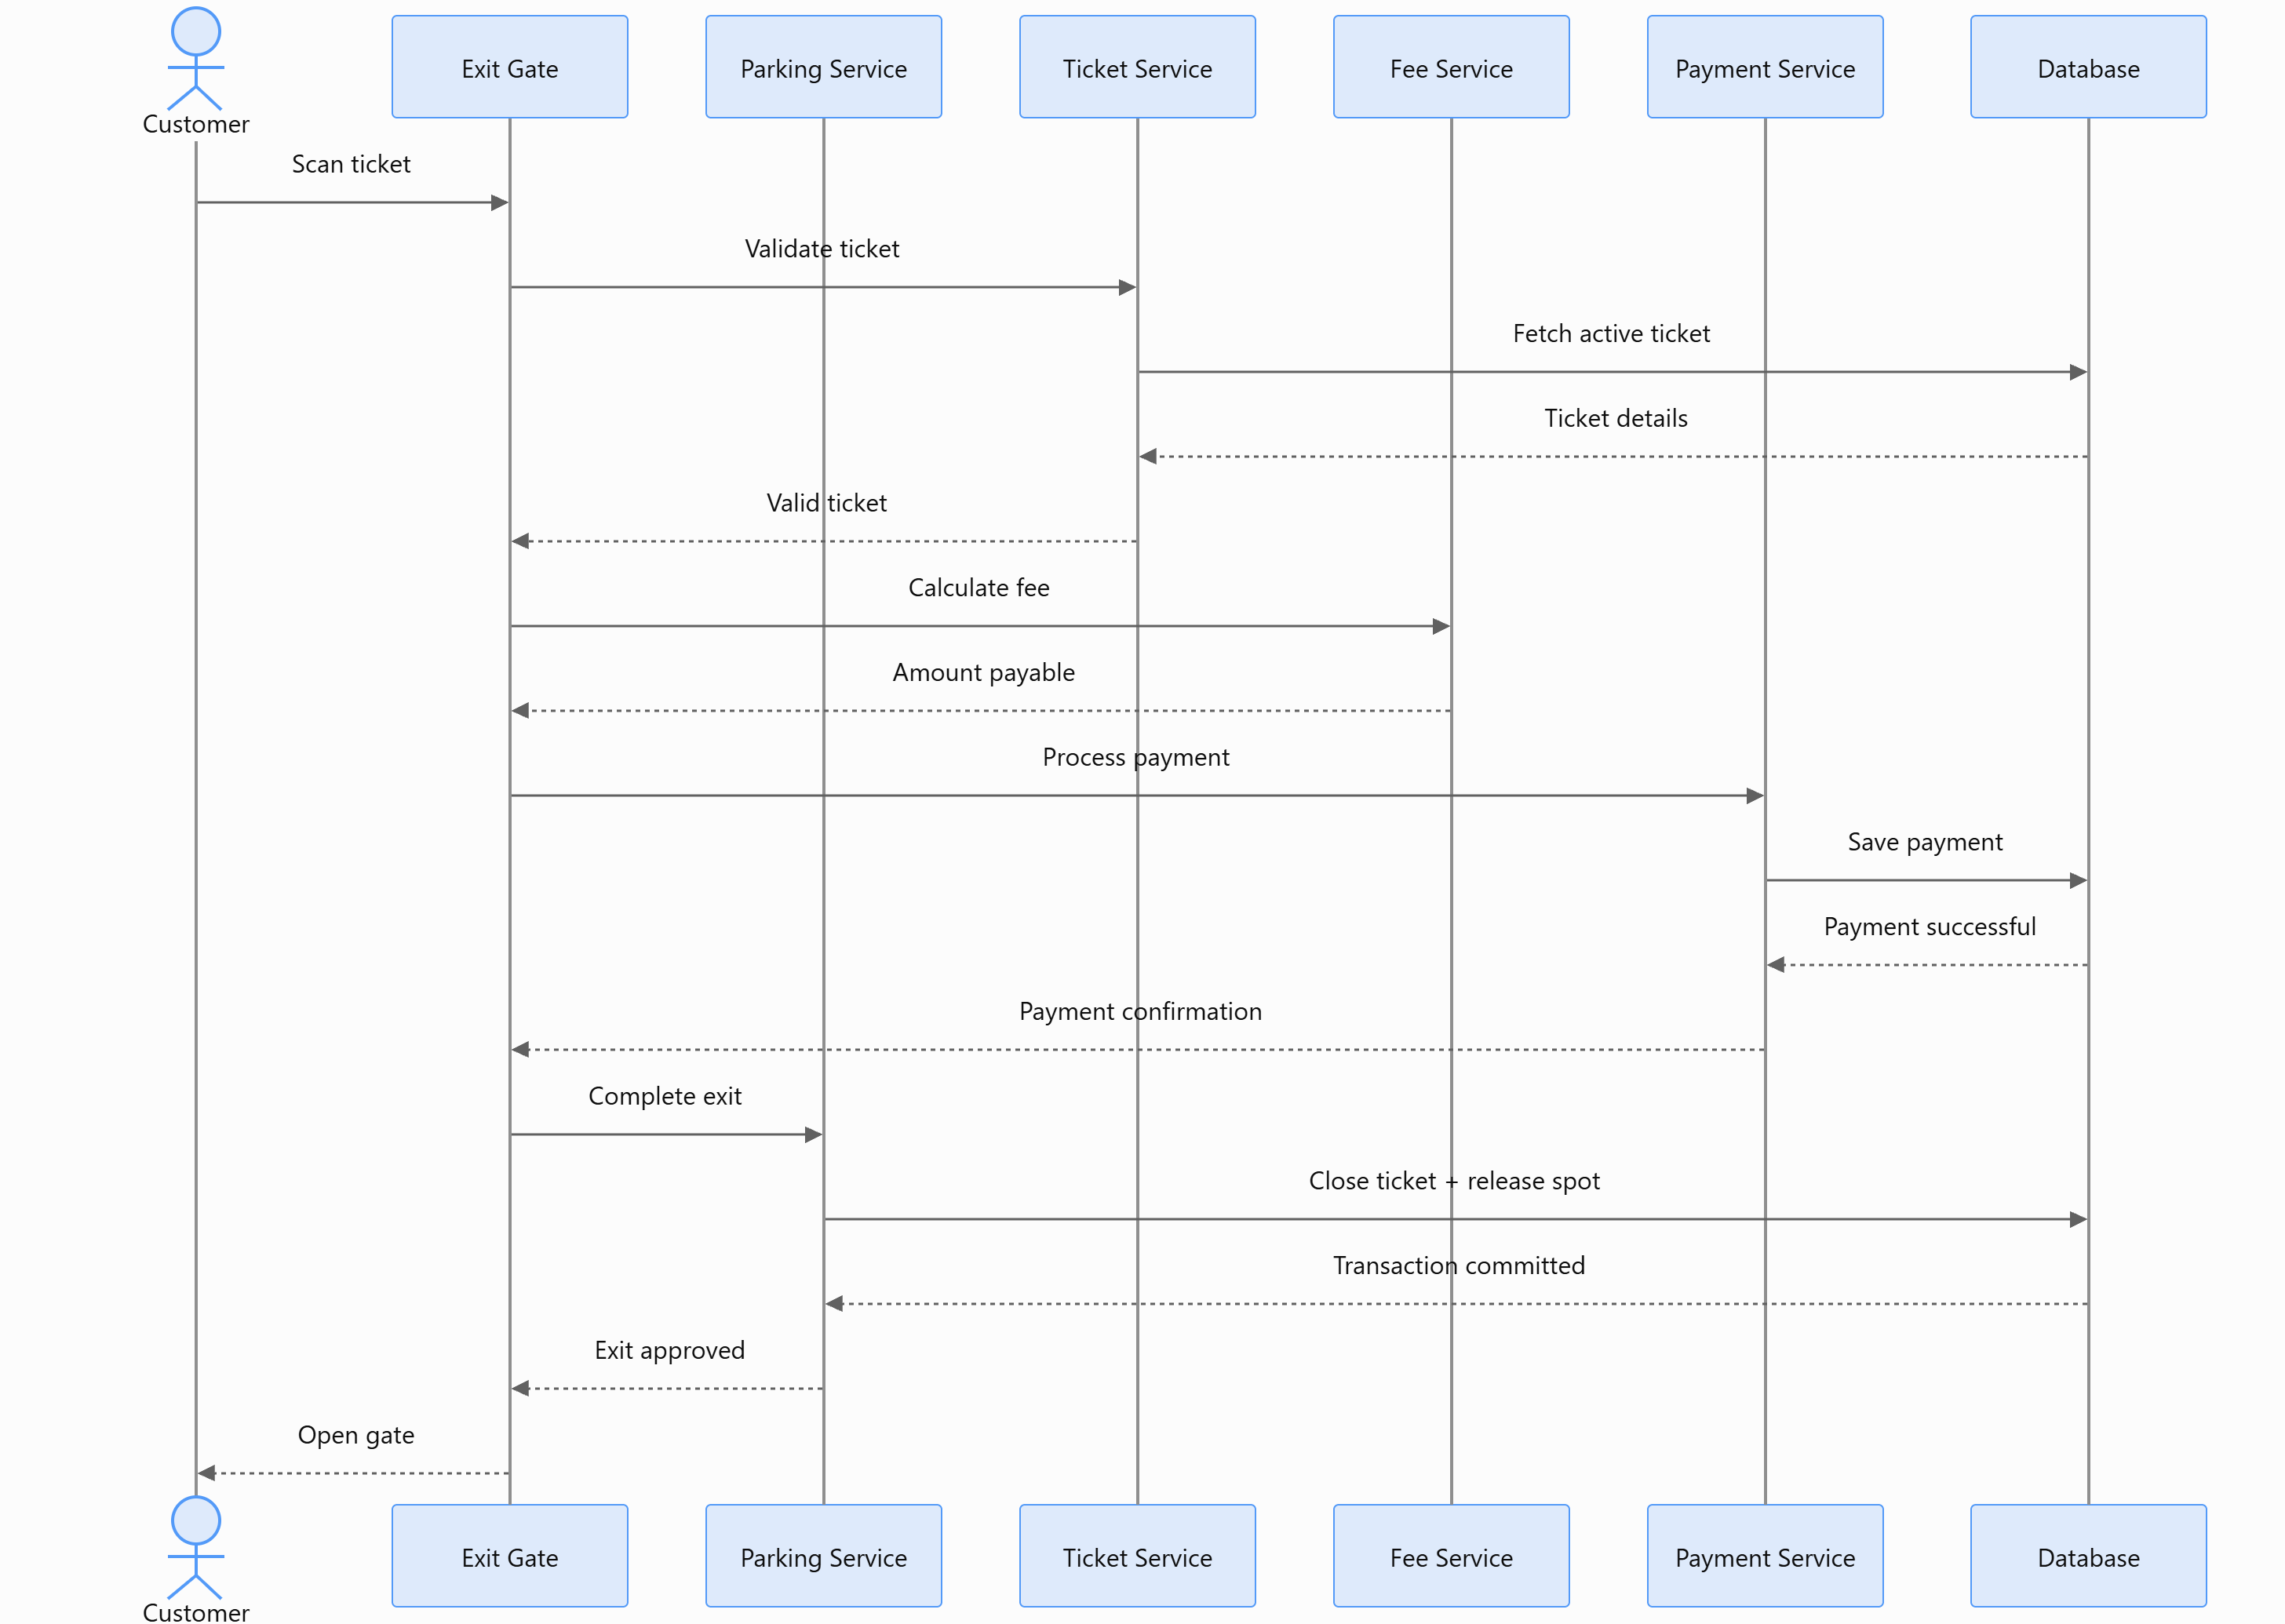 Customer
Exit Gate
Parking Service
Ticket Service
Fee Service
Payment Service
Database
Scan ticket
Validate ticket
Fetch active ticket
Ticket details
Valid ticket
Calculate fee
Amount payable
Process payment
Save payment
Payment successful
Payment confirmation
Complete exit
Close ticket + release spot
Transaction committed
Exit approved
Open gate
Customer
Exit Gate
Parking Service
Ticket Service
Fee Service
Payment Service
Database